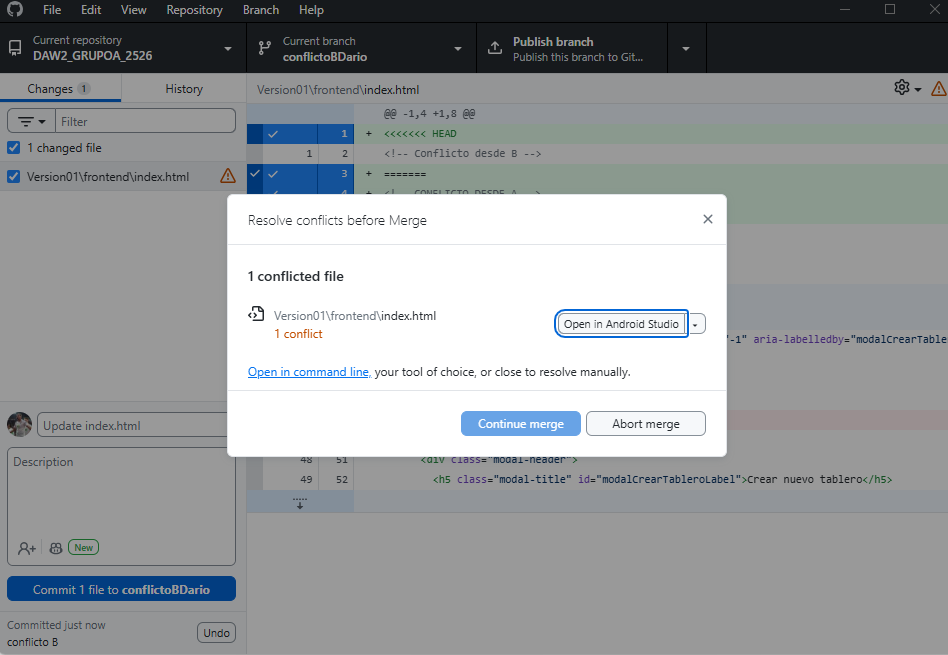 File Edit View Repository Branch Help
Current repository
DAW2_GRUPOA_2526
Current branch
conflictoBDario
Publish branch
Publish this branch to Git...
Changes 1 History
Version01\frontend\index.html
Filter
1 changed file
Version01\frontend\index.html
@@ -1,4 +1,8 @@
1 + <<<<<<< HEAD
1 2 <!-- Conflicto desde B -->
3 + =======
4 + <!-- CONFLICTO DESDE A -->
Resolve conflicts before Merge
1 conflicted file
Version01\frontend\index.html
1 conflict
Open in Android Studio
Open in command line, your tool of choice, or close to resolve manually.
Continue merge Abort merge
"-1" aria-labelledby="modalCrearTable
48 51 <div class="modal-header">
49 52 <h5 class="modal-title" id="modalCrearTableroLabel">Crear nuevo tablero</h5>
Update index.html
Description
New
Commit 1 file to conflictoBDario
Committed just now
conflicto B
Undo